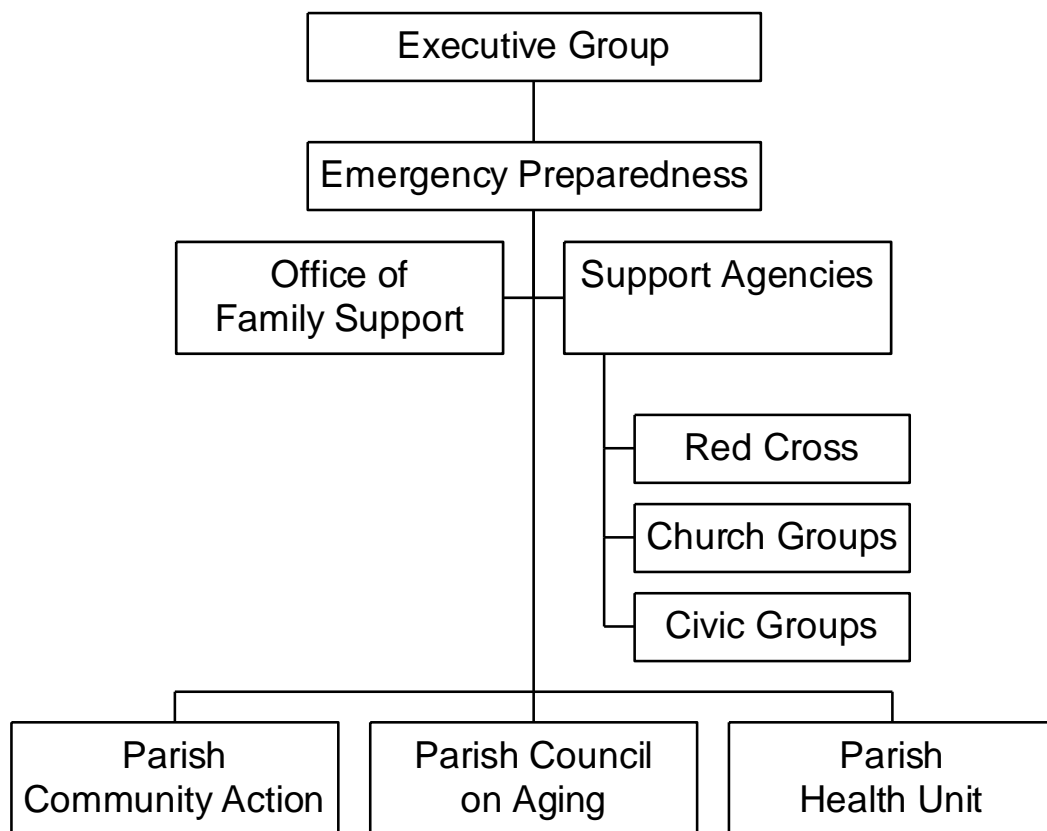 Executive Group
Emergency Preparedness
Office of
Family Support
Support Agencies
Red Cross
Church Groups
Civic Groups
Parish
Community Action
Parish Council
on Aging
Parish
Health Unit